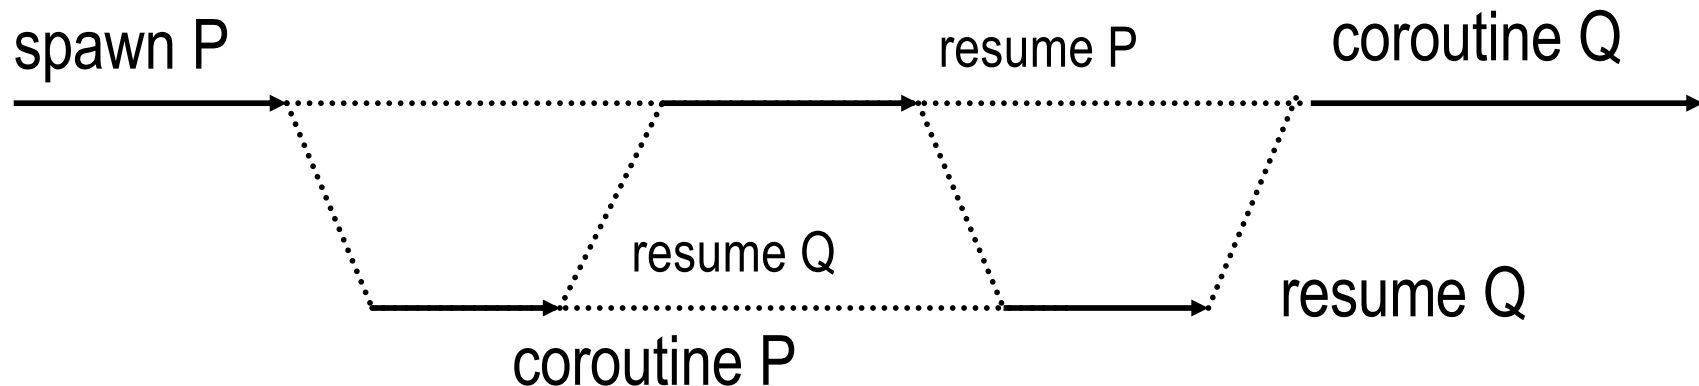 spawn P
resume P
coroutine Q
resume Q
resume Q
coroutine P